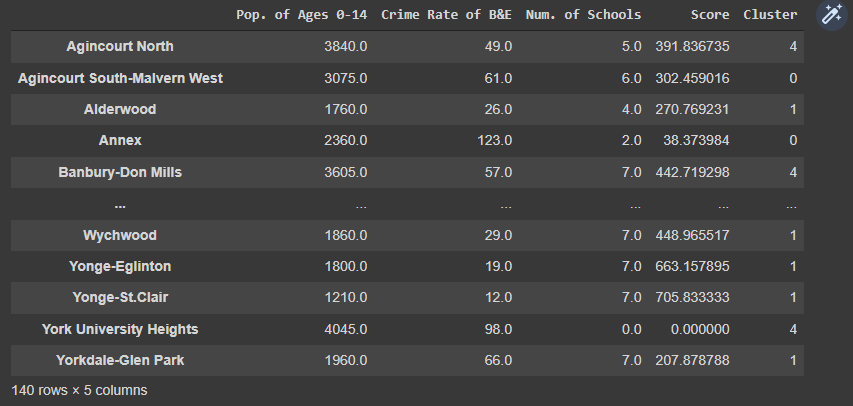 Pop. of Ages 0-14 Crime Rate of B&E Num. of Schools Score Cluster
Agincourt North 3840.0 49.0 5.0 391.836735 4
Agincourt South-Malvern West 3075.0 61.0 6.0 302.459016 0
Alderwood 1760.0 26.0 4.0 270.769231 1
Annex 2360.0 123.0 2.0 38.373984 0
Banbury-Don Mills 3605.0 57.0 7.0 442.719298 4
... ... ... ... ... ...
Wychwood 1860.0 29.0 7.0 448.965517 1
Yonge-Eglinton 1800.0 19.0 7.0 663.157895 1
Yonge-St.Clair 1210.0 12.0 7.0 705.833333 1
York University Heights 4045.0 98.0 0.0 0.000000 4
Yorkdale-Glen Park 1960.0 66.0 7.0 207.878788 1
140 rows × 5 columns